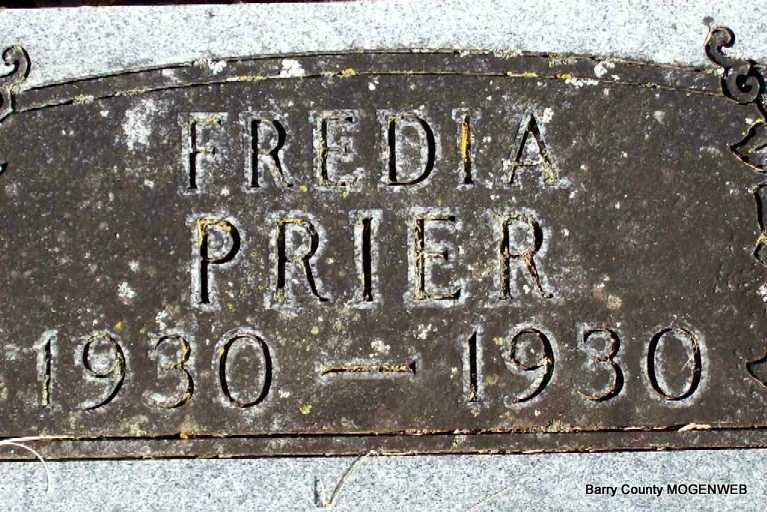 FREDIA
PRIER
1930 — 1930
Barry County MOGENWEB